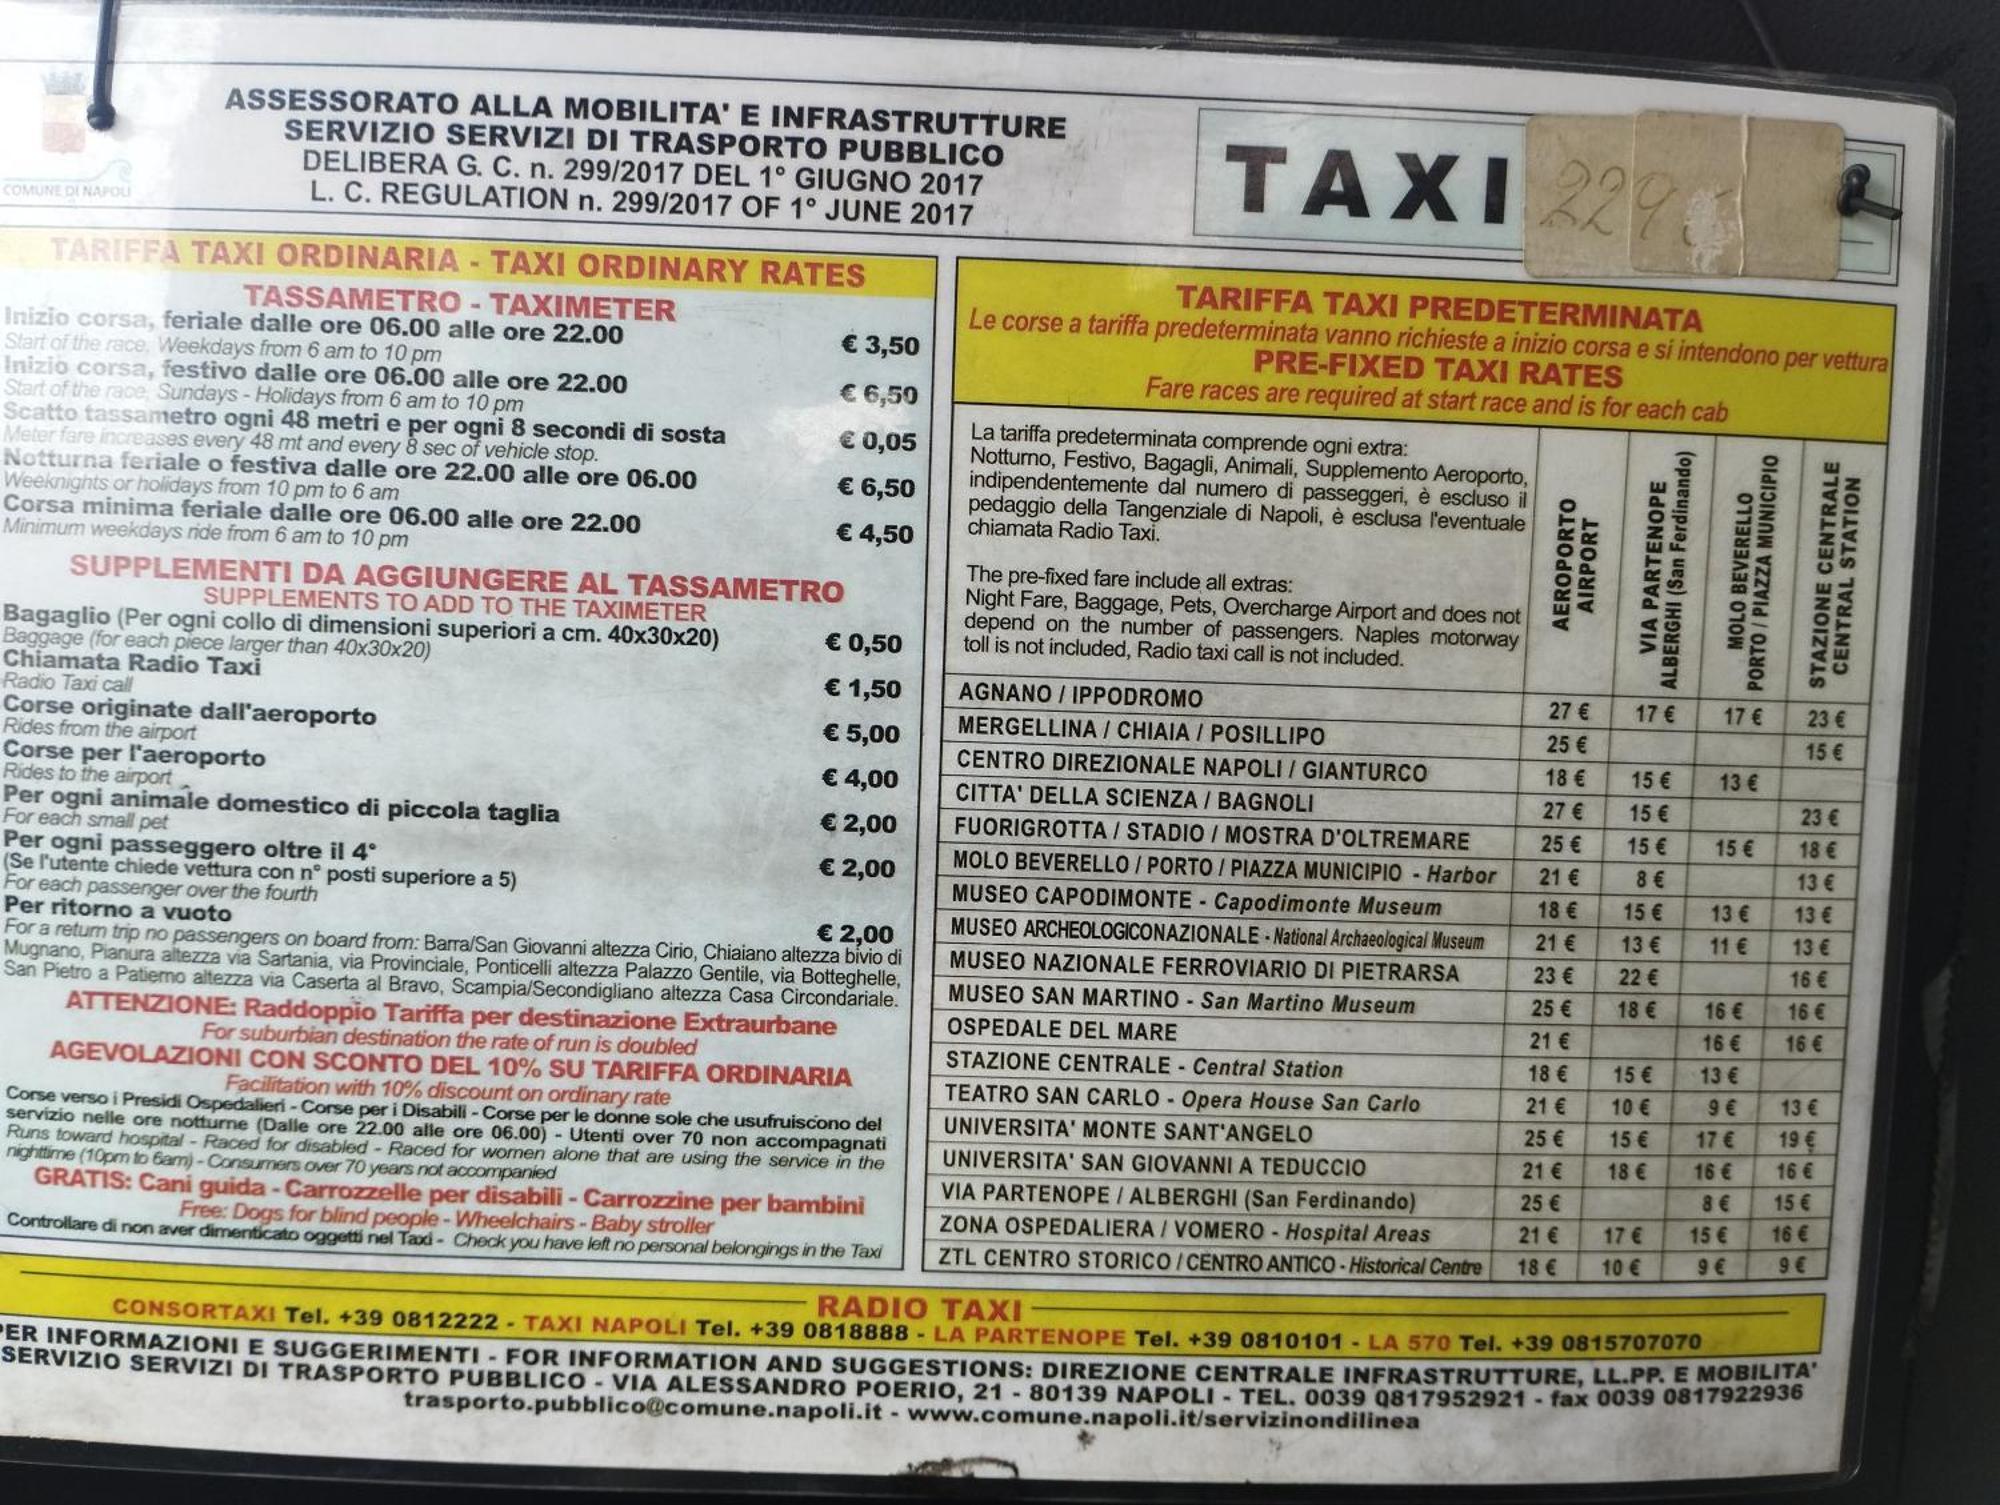 COMUNE DI NAPOLI
ASSESSORATO ALLA MOBILITA' E INFRASTRUTTURE
SERVIZIO SERVIZI DI TRASPORTO PUBBLICO
DELIBERA G. C. n. 299/2017 DEL 1° GIUGNO 2017
L. C. REGULATION n. 299/2017 OF 1° JUNE 2017
TAXI
229
TARIFFA TAXI ORDINARIA - TAXI ORDINARY RATES
TASSAMETRO - TAXIMETER
Inizio corsa, feriale dalle ore 06.00 alle ore 22.00 € 3,50
Start of the race, Weekdays from 6 am to 10 pm
Inizio corsa, festivo dalle ore 06.00 alle ore 22.00 € 6,50
Start of the race, Sundays - Holidays from 6 am to 10 pm
Scatto tassametro ogni 48 metri e per ogni 8 secondi di sosta € 0,05
Meter fare increases every 48 mt and every 8 sec of vehicle stop.
Notturna feriale o festiva dalle ore 22.00 alle ore 06.00 € 6,50
Weeknights or holidays from 10 pm to 6 am
Corsa minima feriale dalle ore 06.00 alle ore 22.00 € 4,50
Minimum weekdays ride from 6 am to 10 pm
SUPPLEMENTI DA AGGIUNGERE AL TASSAMETRO
SUPPLEMENTS TO ADD TO THE TAXIMETER
Bagaglio (Per ogni collo di dimensioni superiori a cm. 40x30x20) € 0,50
Baggage (for each piece larger than 40x30x20)
Chiamata Radio Taxi € 1,50
Radio Taxi call
Corse originate dall'aeroporto € 5,00
Rides from the airport
Corse per l'aeroporto € 4,00
Rides to the airport
Per ogni animale domestico di piccola taglia € 2,00
For each small pet
Per ogni passeggero oltre il 4° € 2,00
(Se l'utente chiede vettura con n° posti superiore a 5)
For each passenger over the fourth
Per ritorno a vuoto € 2,00
For a return trip no passengers on board from: Barra/San Giovanni altezza Cirio, Chiaiano altezza bivio di
Mugnano, Pianura altezza via Sartania, via Provinciale, Ponticelli altezza Palazzo Gentile, via Botteghelle,
San Pietro a Patierno altezza via Caserta al Bravo, Scampia/Secondigliano altezza Casa Circondariale.
ATTENZIONE: Raddoppio Tariffa per destinazione Extraurbane
For suburbian destination the rate of run is doubled
AGEVOLAZIONI CON SCONTO DEL 10% SU TARIFFA ORDINARIA
Facilitation with 10% discount on ordinary rate
Corse verso i Presidi Ospedalieri - Corse per i Disabili - Corse per le donne sole che usufruiscono del
servizio nelle ore notturne (Dalle ore 22.00 alle ore 06.00) - Utenti over 70 non accompagnati
Runs toward hospital - Raced for disabled - Raced for women alone that are using the service in the
nighttime (10pm to 6am) - Consumers over 70 years not accompanied
GRATIS: Cani guida - Carrozzelle per disabili - Carrozzine per bambini
Free: Dogs for blind people - Wheelchairs - Baby stroller
Controllare di non aver dimenticato oggetti nel Taxi - Check you have left no personal belongings in the Taxi
TARIFFA TAXI PREDETERMINATA
Le corse a tariffa predeterminata vanno richieste a inizio corsa e si intendono per vettura
PRE-FIXED TAXI RATES
Fare races are required at start race and is for each cab
La tariffa predeterminata comprende ogni extra:
Notturno, Festivo, Bagagli, Animali, Supplemento Aeroporto,
indipendentemente dal numero di passeggeri, è escluso il
pedaggio della Tangenziale di Napoli, è esclusa l'eventuale
chiamata Radio Taxi.
The pre-fixed fare include all extras:
Night Fare, Baggage, Pets, Overcharge Airport and does not
depend on the number of passengers. Naples motorway
toll is not included, Radio taxi call is not included.
AEROPORTO
AIRPORT
VIA PARTENOPE
ALBERGHI (San Ferdinando)
MOLO BEVERELLO
PORTO / PIAZZA MUNICIPIO
STAZIONE CENTRALE
CENTRAL STATION
AGNANO / IPPODROMO 27 € 17 € 17 € 23 €
MERGELLINA / CHIAIA / POSILLIPO 25 € 15 €
CENTRO DIREZIONALE NAPOLI / GIANTURCO 18 € 15 € 13 €
CITTA' DELLA SCIENZA / BAGNOLI 27 € 15 € 23 €
FUORIGROTTA / STADIO / MOSTRA D'OLTREMARE 25 € 15 € 15 € 18 €
MOLO BEVERELLO / PORTO / PIAZZA MUNICIPIO - Harbor 21 € 8 € 13 €
MUSEO CAPODIMONTE - Capodimonte Museum 18 € 15 € 13 € 13 €
MUSEO ARCHEOLOGICONAZIONALE - National Archaeological Museum 21 € 13 € 11 € 13 €
MUSEO NAZIONALE FERROVIARIO DI PIETRARSA 23 € 22 € 16 €
MUSEO SAN MARTINO - San Martino Museum 25 € 18 € 16 € 16 €
OSPEDALE DEL MARE 21 € 16 € 16 €
STAZIONE CENTRALE - Central Station 18 € 15 € 13 €
TEATRO SAN CARLO - Opera House San Carlo 21 € 10 € 9 € 13 €
UNIVERSITA' MONTE SANT'ANGELO 25 € 15 € 17 € 19 €
UNIVERSITA' SAN GIOVANNI A TEDUCCIO 21 € 18 € 16 € 16 €
VIA PARTENOPE / ALBERGHI (San Ferdinando) 25 € 8 € 15 €
ZONA OSPEDALIERA / VOMERO - Hospital Areas 21 € 17 € 15 € 16 €
ZTL CENTRO STORICO / CENTRO ANTICO - Historical Centre 18 € 10 € 9 € 9 €
RADIO TAXI
CONSORTAXI Tel. +39 0812222 - TAXI NAPOLI Tel. +39 0818888 - LA PARTENOPE Tel. +39 0810101 - LA 570 Tel. +39 0815707070
PER INFORMAZIONI E SUGGERIMENTI - FOR INFORMATION AND SUGGESTIONS: DIREZIONE CENTRALE INFRASTRUTTURE, LL.PP. E MOBILITA'
SERVIZIO SERVIZI DI TRASPORTO PUBBLICO - VIA ALESSANDRO POERIO, 21 - 80139 NAPOLI - TEL. 0039 0817952921 - fax 0039 0817922936
trasporto.pubblico@comune.napoli.it - www.comune.napoli.it/servizinondilinea